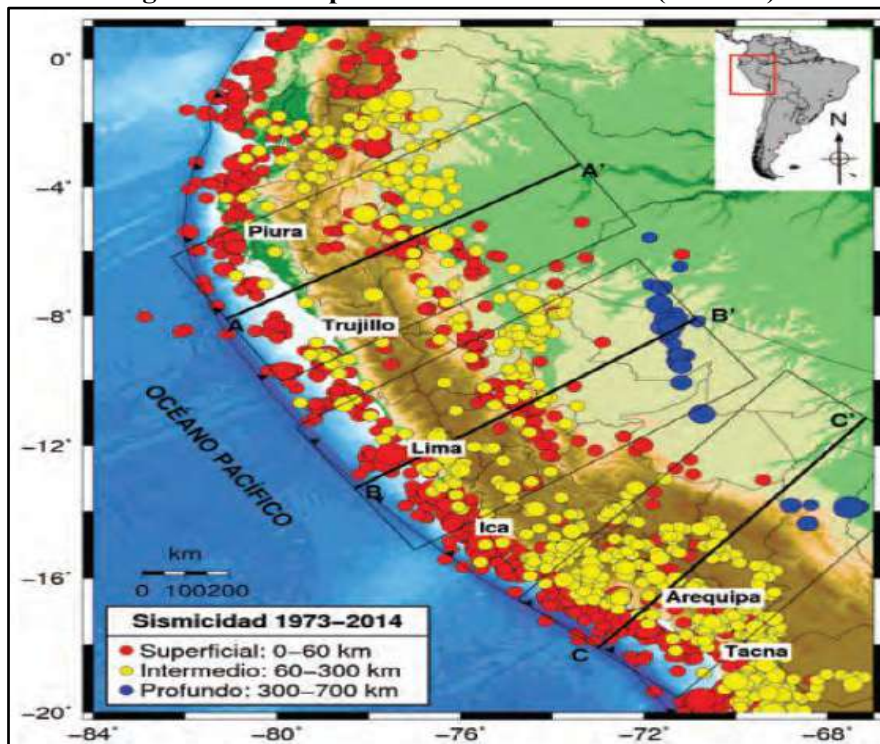 0°
−4°
−8°
−12°
−16°
−20°
−84°
−80°
−76°
−72°
−68°
N
A'
Piura
A
Trujillo
B'
C'
Lima
B
Ica
OCÉANO PACÍFICO
km
0 100200
Arequipa
C
Tacna
Sismicidad 1973−2014
Superficial: 0−60 km
Intermedio: 60−300 km
Profundo: 300−700 km